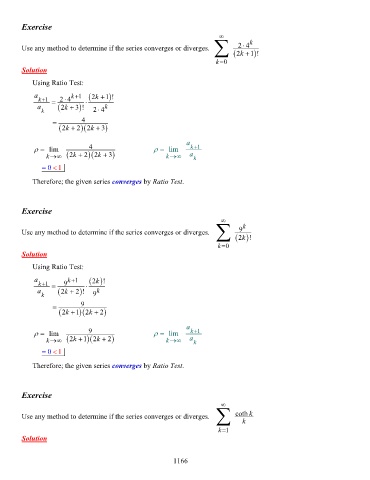 Exercise
Use any method to determine if the series converges or diverges. \sum_{k=0}^{\infty} \frac{2 \cdot 4^k}{(2k+1)!}
Solution
Using Ratio Test:
\frac{a_{k+1}}{a_k} = \frac{2 \cdot 4^{k+1}}{(2k+3)!} \cdot \frac{(2k+1)!}{2 \cdot 4^k}
= \frac{4}{(2k+2)(2k+3)}
\rho = \lim_{k \to \infty} \frac{4}{(2k+2)(2k+3)} \rho = \lim_{k \to \infty} \frac{a_{k+1}}{a_k}
= 0 < 1
Therefore; the given series converges by Ratio Test.
Exercise
Use any method to determine if the series converges or diverges. \sum_{k=0}^{\infty} \frac{9^k}{(2k)!}
Solution
Using Ratio Test:
\frac{a_{k+1}}{a_k} = \frac{9^{k+1}}{(2k+2)!} \cdot \frac{(2k)!}{9^k}
= \frac{9}{(2k+1)(2k+2)}
\rho = \lim_{k \to \infty} \frac{9}{(2k+1)(2k+2)} \rho = \lim_{k \to \infty} \frac{a_{k+1}}{a_k}
= 0 < 1
Therefore; the given series converges by Ratio Test.
Exercise
Use any method to determine if the series converges or diverges. \sum_{k=1}^{\infty} \frac{\coth k}{k}
Solution
1166